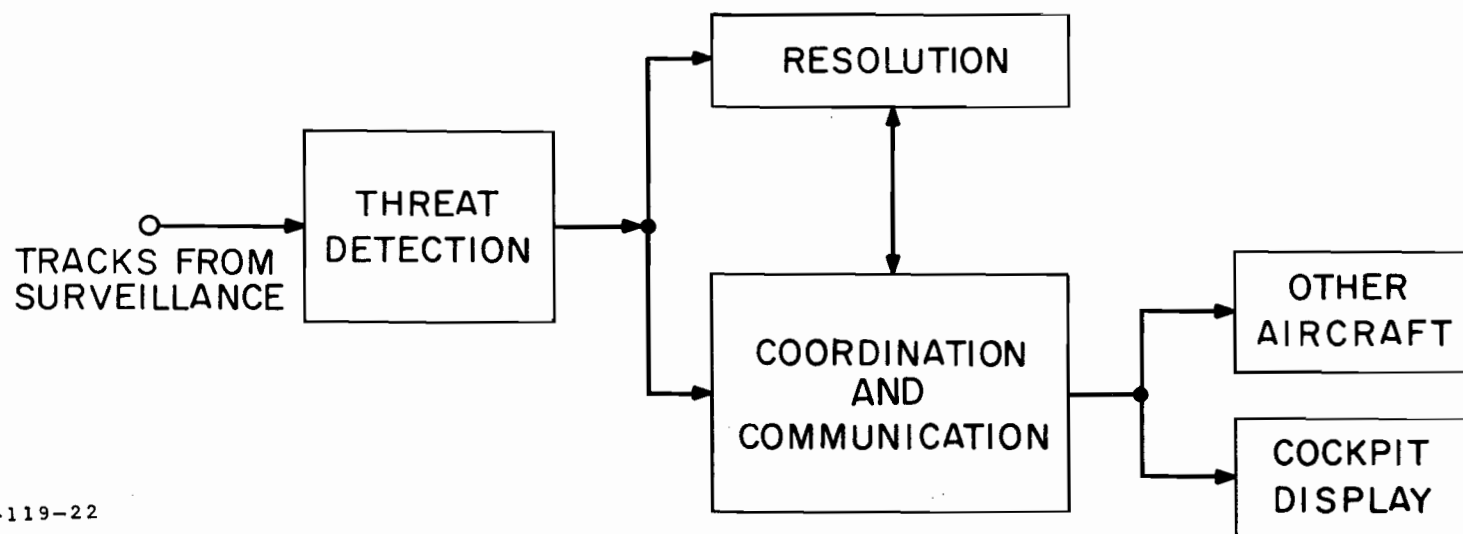 RESOLUTION
THREAT
DETECTION
TRACKS FROM
SURVEILLANCE
COORDINATION
AND
COMMUNICATION
OTHER
AIRCRAFT
COCKPIT
DISPLAY
-119-22